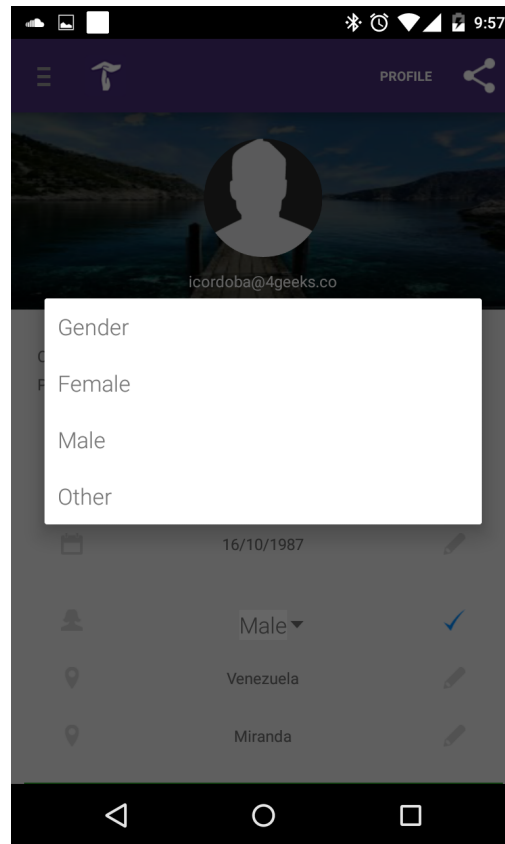 9:57
PROFILE
icordoba@4geeks.co
Gender
Female
Male
Other
16/10/1987
Male
Venezuela
Miranda